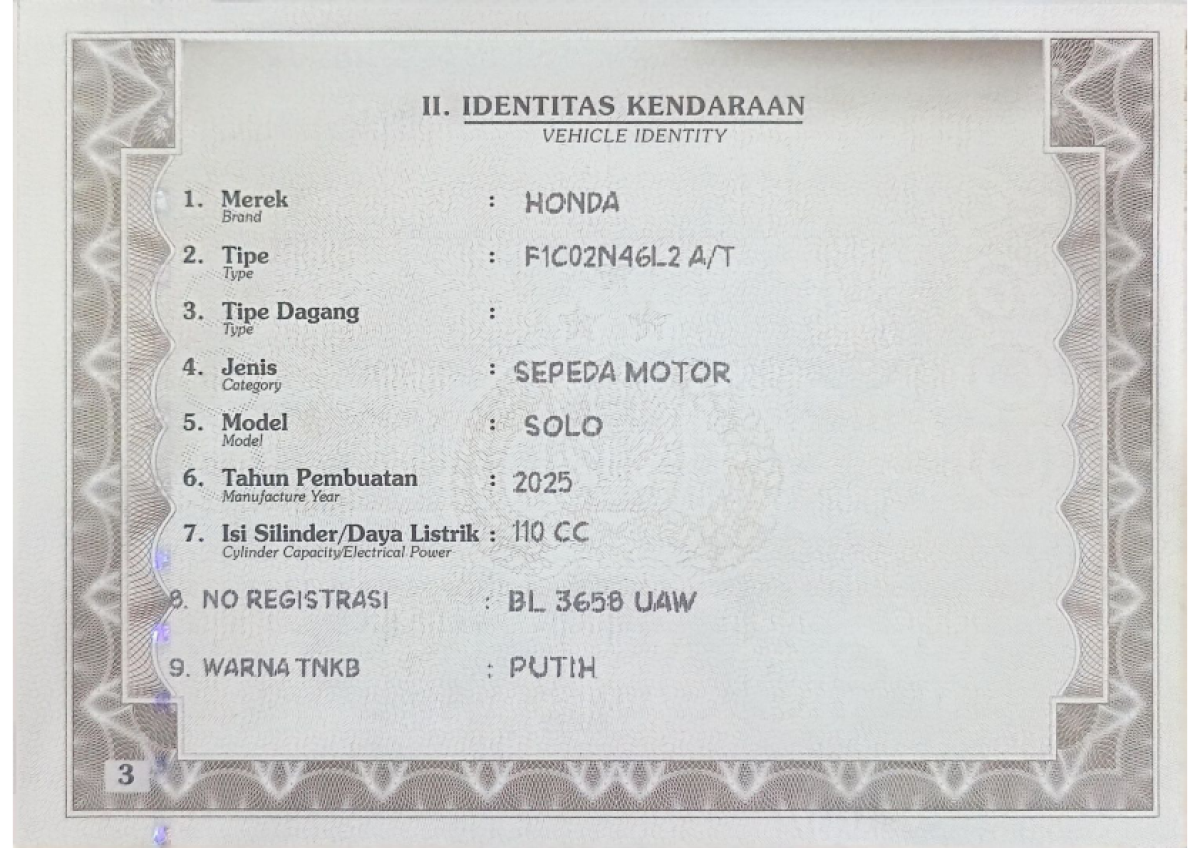 II. IDENTITAS KENDARAAN
VEHICLE IDENTITY
1. Merek : HONDA
Brand
2. Tipe : F1C02N46L2 A/T
Type
3. Tipe Dagang :
Type
4. Jenis : SEPEDA MOTOR
Category
5. Model : SOLO
Model
6. Tahun Pembuatan : 2025
Manufacture Year
7. Isi Silinder/Daya Listrik : 110 CC
Cylinder Capacity/Electrical Power
8. NO REGISTRASI : BL 3658 UAW
9. WARNA TNKB : PUTIH
3